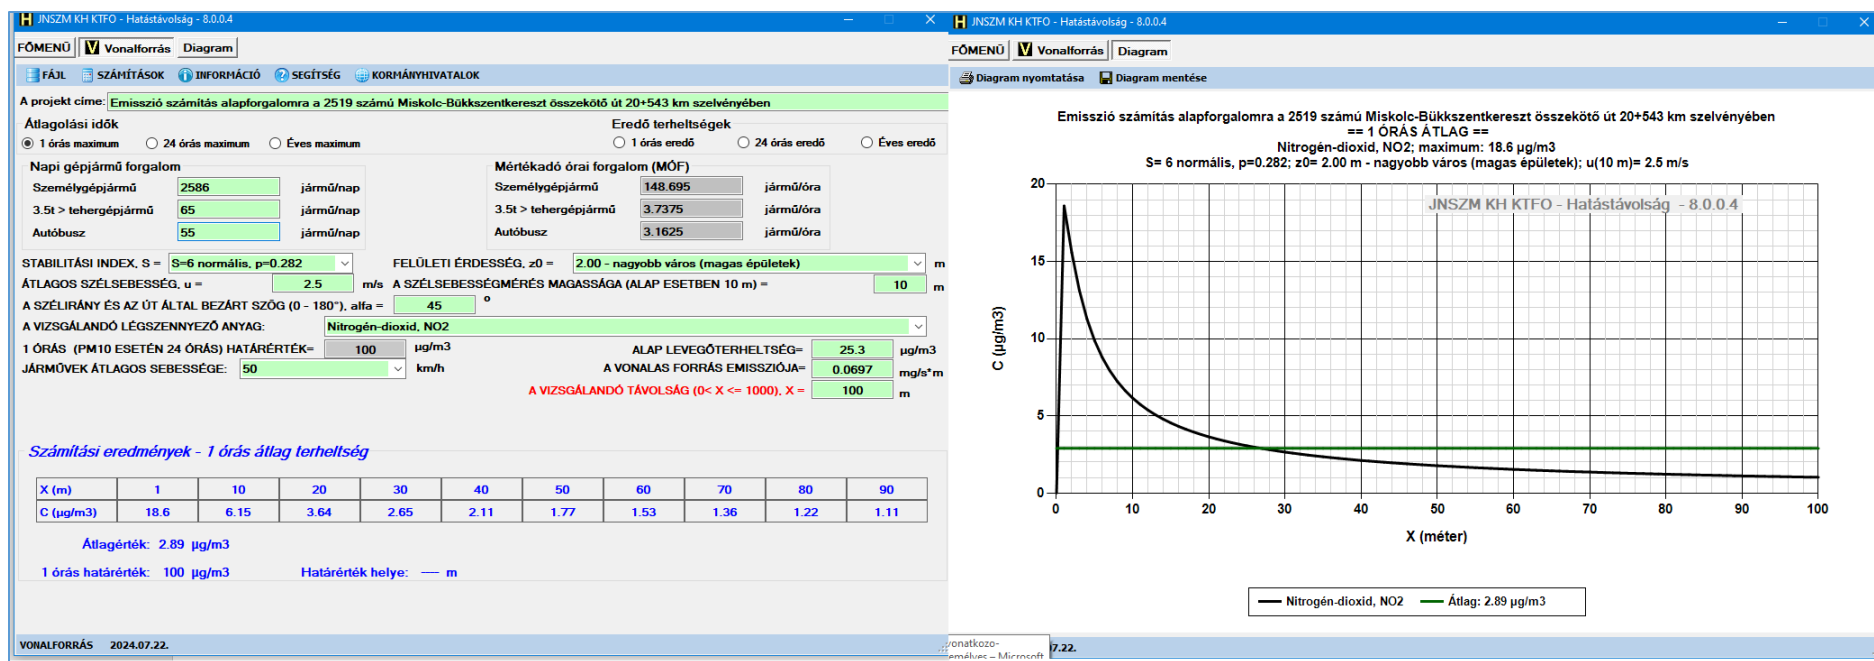 JNSZM KH KTFO - Hatástávolság - 8.0.0.4
FŐMENÜ Vonalforrás Diagram
FÁJL SZÁMÍTÁSOK INFORMÁCIÓ SEGÍTSÉG KORMÁNYHIVATALOK
A projekt címe: Emisszió számítás alapforgalomra a 2519 számú Miskolc-Bükkszentkereszt összekötő út 20+543 km szelvényében
Átlagolási idők Eredő terheltségek
1 órás maximum 24 órás maximum Éves maximum 1 órás eredő 24 órás eredő Éves eredő
Napi gépjármű forgalom Mértékadó órai forgalom (MÓF)
Személygépjármű 2586 jármű/nap Személygépjármű 148.695 jármű/óra
3.5t > tehergépjármű 65 jármű/nap 3.5t > tehergépjármű 3.7375 jármű/óra
Autóbusz 55 jármű/nap Autóbusz 3.1625 jármű/óra
STABILITÁSI INDEX, S = S=6 normális, p=0.282 FELÜLETI ÉRDESSÉG, z0 = 2.00 - nagyobb város (magas épületek) m
ÁTLAGOS SZÉLSEBESSÉG, u = 2.5 m/s A SZÉLSEBESSÉGMÉRÉS MAGASSÁGA (ALAP ESETBEN 10 m) = 10 m
A SZÉLIRÁNY ÉS AZ ÚT ÁLTAL BEZÁRT SZÖG (0 - 180°), alfa = 45 º
A VIZSGÁLANDÓ LÉGSZENNYEZŐ ANYAG: Nitrogén-dioxid, NO2
1 ÓRÁS (PM10 ESETÉN 24 ÓRÁS) HATÁRÉRTÉK= 100 µg/m3 ALAP LEVEGŐTERHELTSÉG= 25.3 µg/m3
JÁRMŰVEK ÁTLAGOS SEBESSÉGE: 50 km/h A VONALAS FORRÁS EMISSZIÓJA= 0.0697 mg/s*m
A VIZSGÁLANDÓ TÁVOLSÁG (0< X <= 1000), X = 100 m
Számítási eredmények - 1 órás átlag terheltség
X (m) 1 10 20 30 40 50 60 70 80 90
C (µg/m3) 18.6 6.15 3.64 2.65 2.11 1.77 1.53 1.36 1.22 1.11
Átlagérték: 2.89 µg/m3
1 órás határérték: 100 µg/m3 Határérték helye: ---- m
VONALFORRÁS 2024.07.22.
JNSZM KH KTFO - Hatástávolság - 8.0.0.4
FŐMENÜ Vonalforrás Diagram
Diagram nyomtatása Diagram mentése
Emisszió számítás alapforgalomra a 2519 számú Miskolc-Bükkszentkereszt összekötő út 20+543 km szelvényében
== 1 ÓRÁS ÁTLAG ==
Nitrogén-dioxid, NO2; maximum: 18.6 µg/m3
S= 6 normális, p=0.282; z0= 2.00 m - nagyobb város (magas épületek); u(10 m)= 2.5 m/s
JNSZM KH KTFO - Hatástávolság - 8.0.0.4
C (µg/m3)
20
15
10
5
0
0 10 20 30 40 50 60 70 80 90 100
X (méter)
Nitrogén-dioxid, NO2 Átlag: 2.89 µg/m3
vonatkozo-
7.22.